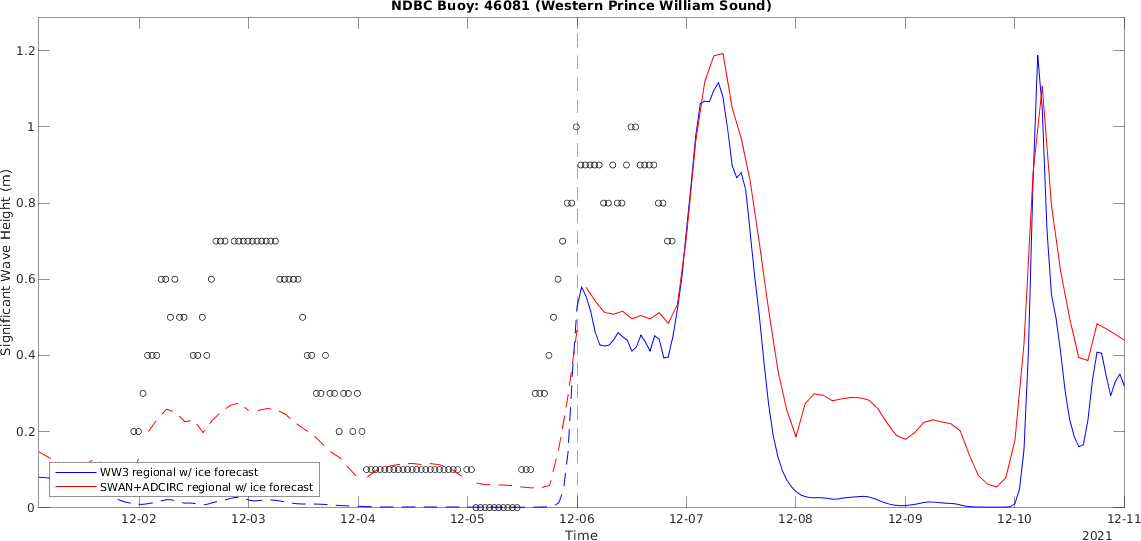 NDBC Buoy: 46081 (Western Prince William Sound)
Significant Wave Height (m)
1.2
1
0.8
0.6
0.4
0.2
0
WW3 regional w/ ice forecast
SWAN+ADCIRC regional w/ ice forecast
12-02 12-03 12-04 12-05 12-06 12-07 12-08 12-09 12-10 12-11
Time
2021